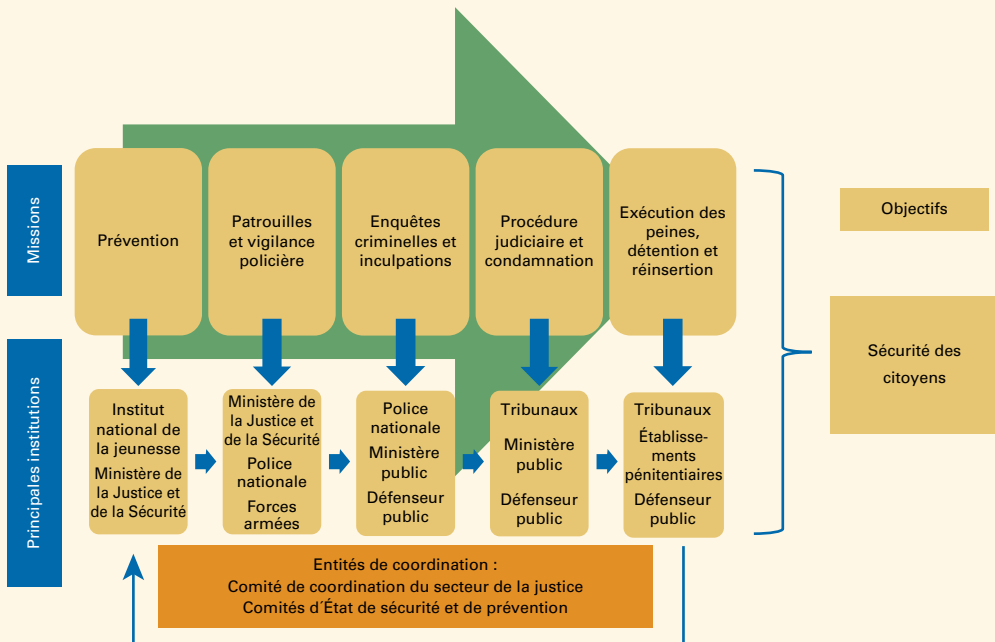 Missions
Prévention
Patrouilles
et vigilance
policière
Enquêtes
criminelles et
inculpations
Procédure
judiciaire et
condamnation
Exécution des
peines,
détention et
réinsertion
Objectifs
Principales institutions
Institut
national de
la jeunesse
Ministère de
la Justice et
de la Sécurité
Ministère de
la Justice et
de la Sécurité
Police
nationale
Forces
armées
Police
nationale
Ministère
public
Défenseur
public
Tribunaux
Ministère
public
Défenseur
public
Tribunaux
Établisse-
ments
pénitentiaires
Défenseur
public
Sécurité des
citoyens
Entités de coordination :
Comité de coordination du secteur de la justice
Comités d´État de sécurité et de prévention